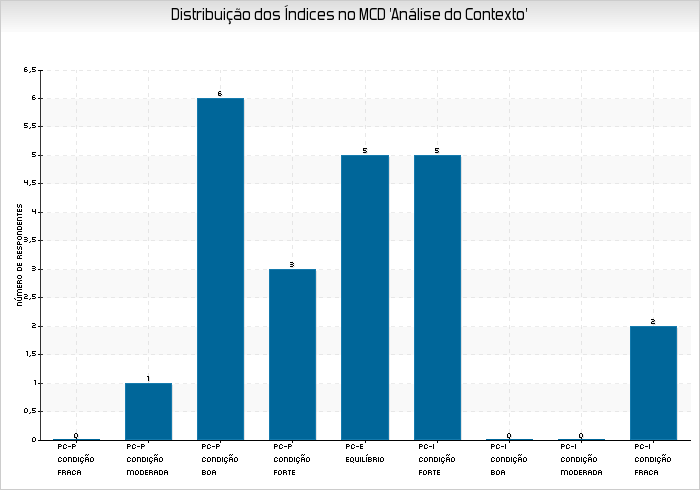 Distribuição dos Índices no MCD 'Análise do Contexto'
NÚMERO DE RESPONDENTES
6,5
6
5,5
5
4,5
4
3,5
3
2,5
2
1,5
1
0,5
0
0
1
6
3
5
5
0
0
2
PC-P
CONDIÇÃO
FRACA
PC-P
CONDIÇÃO
MODERADA
PC-P
CONDIÇÃO
BOA
PC-P
CONDIÇÃO
FORTE
PC-E
EQUILÍBRIO
PC-I
CONDIÇÃO
FORTE
PC-I
CONDIÇÃO
BOA
PC-I
CONDIÇÃO
MODERADA
PC-I
CONDIÇÃO
FRACA